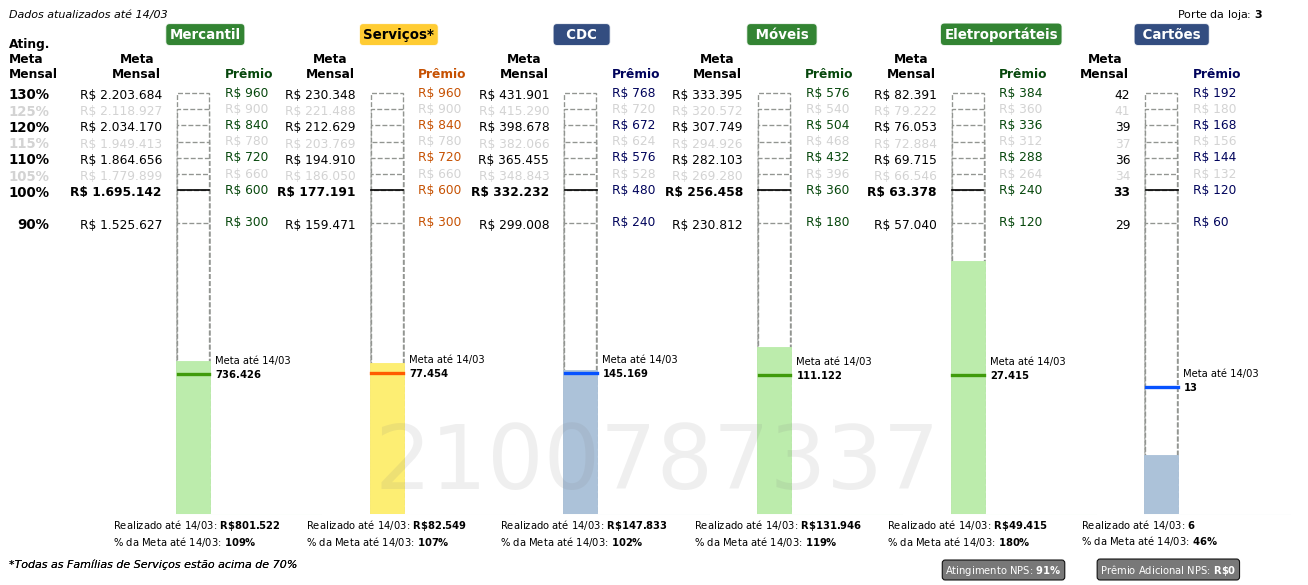 Dados atualizados até 14/03
Porte da loja: 3
Mercantil Serviços* CDC Móveis Eletroportáteis Cartões
Ating. Meta Mensal
Meta Mensal Prêmio Meta Mensal Prêmio Meta Mensal Prêmio Meta Mensal Prêmio Meta Mensal Prêmio Meta Mensal Prêmio
130% R$ 2.203.684 R$ 960 R$ 230.348 R$ 960 R$ 431.901 R$ 768 R$ 333.395 R$ 576 R$ 82.391 R$ 384 42 R$ 192
125% R$ 2.118.927 R$ 900 R$ 221.488 R$ 900 R$ 415.290 R$ 720 R$ 320.572 R$ 540 R$ 79.222 R$ 360 41 R$ 180
120% R$ 2.034.170 R$ 840 R$ 212.629 R$ 840 R$ 398.678 R$ 672 R$ 307.749 R$ 504 R$ 76.053 R$ 336 39 R$ 168
115% R$ 1.949.413 R$ 780 R$ 203.769 R$ 780 R$ 382.066 R$ 624 R$ 294.926 R$ 468 R$ 72.884 R$ 312 37 R$ 156
110% R$ 1.864.656 R$ 720 R$ 194.910 R$ 720 R$ 365.455 R$ 576 R$ 282.103 R$ 432 R$ 69.715 R$ 288 36 R$ 144
105% R$ 1.779.899 R$ 660 R$ 186.050 R$ 660 R$ 348.843 R$ 528 R$ 269.280 R$ 396 R$ 66.546 R$ 264 34 R$ 132
100% R$ 1.695.142 R$ 600 R$ 177.191 R$ 600 R$ 332.232 R$ 480 R$ 256.458 R$ 360 R$ 63.378 R$ 240 33 R$ 120
90% R$ 1.525.627 R$ 300 R$ 159.471 R$ 300 R$ 299.008 R$ 240 R$ 230.812 R$ 180 R$ 57.040 R$ 120 29 R$ 60
Meta até 14/03 Meta até 14/03 Meta até 14/03 Meta até 14/03 Meta até 14/03 Meta até 14/03
736.426 77.454 145.169 111.122 27.415 13
2100787337
Realizado até 14/03: R$801.522 Realizado até 14/03: R$82.549 Realizado até 14/03: R$147.833 Realizado até 14/03: R$131.946 Realizado até 14/03: R$49.415 Realizado até 14/03: 6
% da Meta até 14/03: 109% % da Meta até 14/03: 107% % da Meta até 14/03: 102% % da Meta até 14/03: 119% % da Meta até 14/03: 180% % da Meta até 14/03: 46%
*Todas as Famílias de Serviços estão acima de 70%
Atingimento NPS: 91% Prêmio Adicional NPS: R$0